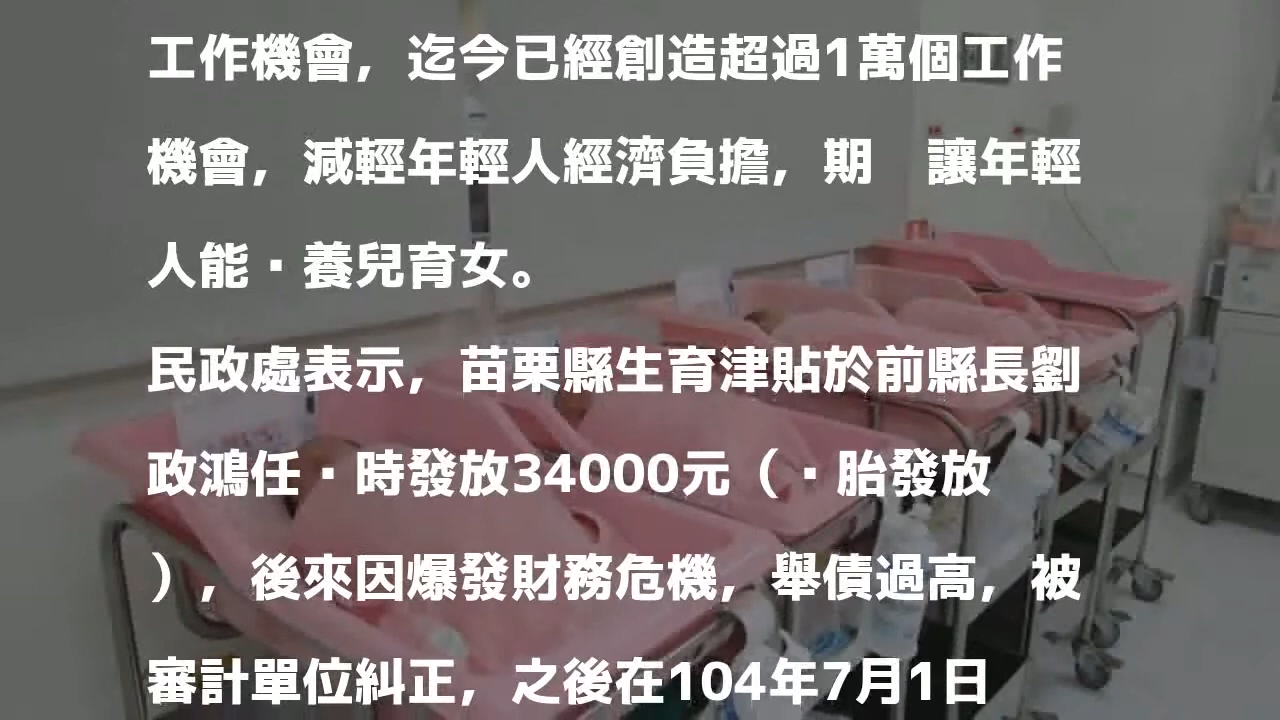 工作機會，迄今已經創造超過1萬個工作
機會，減輕年輕人經濟負擔，期　讓年輕
人能·養兒育女。
民政處表示，苗栗縣生育津貼於前縣長劉
政鴻任·時發放34000元（·胎發放
），後來因爆發財務危機，舉債過高，被
審計單位糾正，之後在104年7月1日